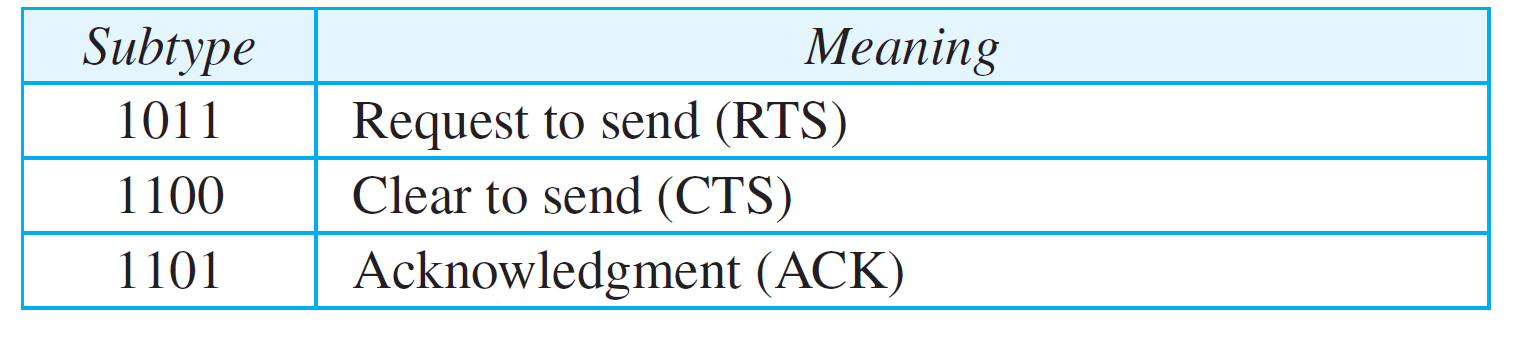 Subtype Meaning
1011 Request to send (RTS)
1100 Clear to send (CTS)
1101 Acknowledgment (ACK)